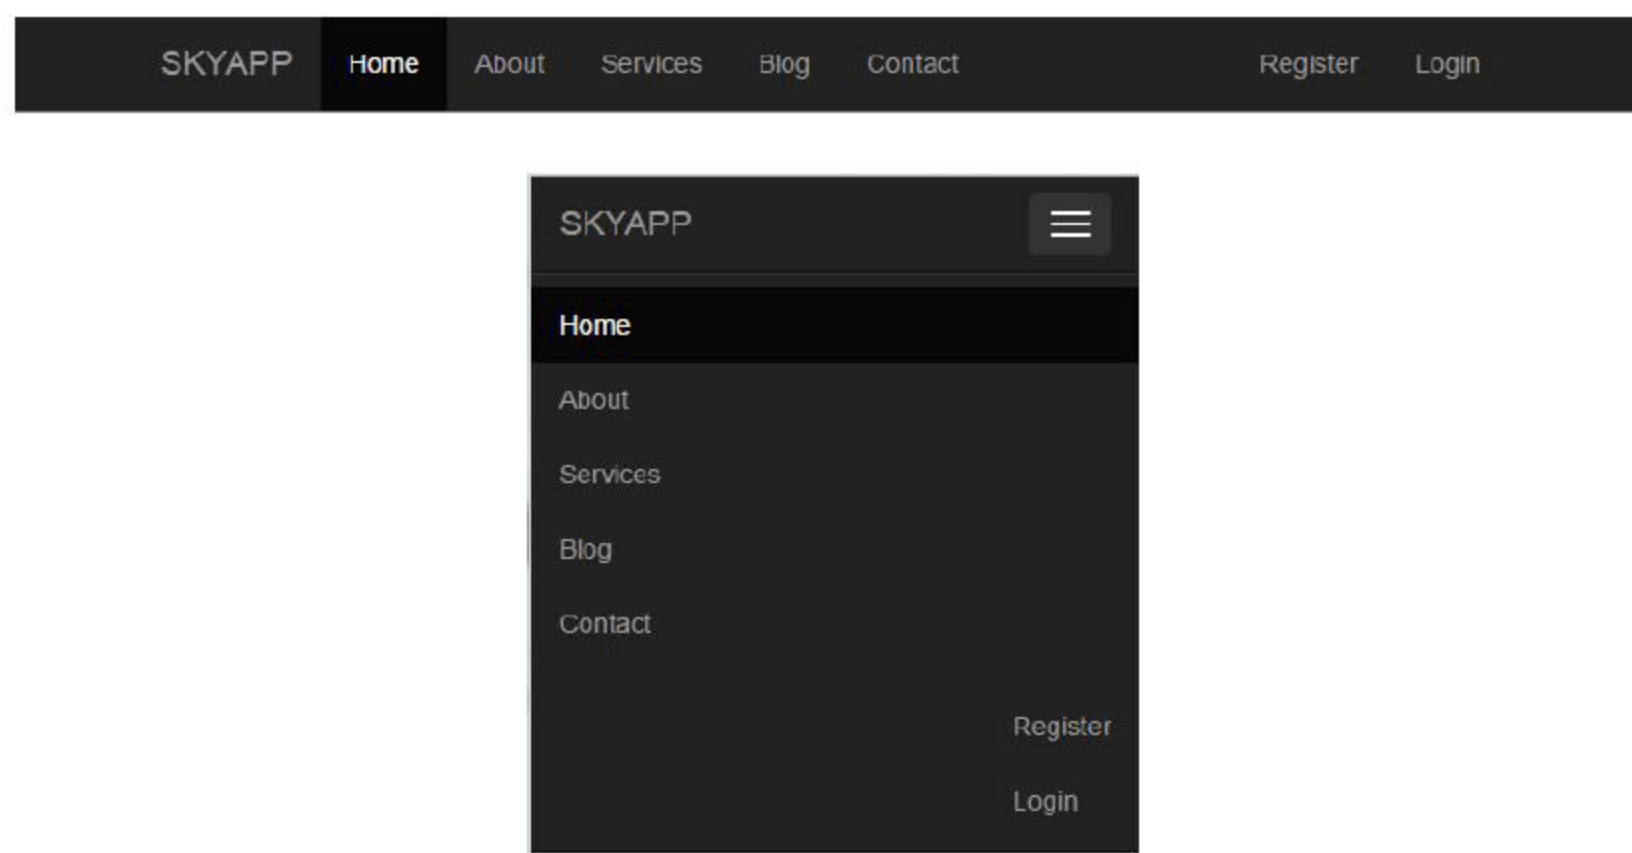 SKYAPP Home About Services Blog Contact Register Login
SKYAPP
Home
About
Services
Blog
Contact
Register
Login